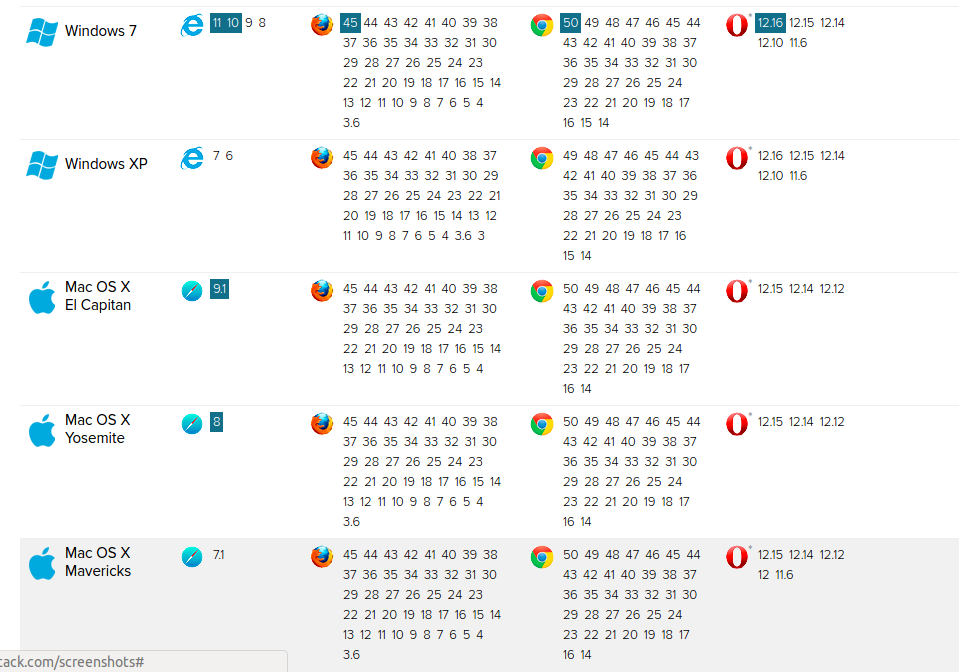 Windows 7
11 10 9 8
45 44 43 42 41 40 39 38
37 36 35 34 33 32 31 30
29 28 27 26 25 24 23
22 21 20 19 18 17 16 15 14
13 12 11 10 9 8 7 6 5 4
3.6
50 49 48 47 46 45 44
43 42 41 40 39 38 37
36 35 34 33 32 31 30
29 28 27 26 25 24
23 22 21 20 19 18 17
16 15 14
12.16 12.15 12.14
12.10 11.6
Windows XP
7 6
45 44 43 42 41 40 38 37
36 35 34 33 32 31 30 29
28 27 26 25 24 23 22 21
20 19 18 17 16 15 14 13 12
11 10 9 8 7 6 5 4 3.6 3
49 48 47 46 45 44 43
42 41 40 39 38 37 36
35 34 33 32 31 30 29
28 27 26 25 24 23
22 21 20 19 18 17 16
15 14
12.16 12.15 12.14
12.10 11.6
Mac OS X
El Capitan
9.1
45 44 43 42 41 40 39 38
37 36 35 34 33 32 31 30
29 28 27 26 25 24 23
22 21 20 19 18 17 16 15 14
13 12 11 10 9 8 7 6 5 4
50 49 48 47 46 45 44
43 42 41 40 39 38 37
36 35 34 33 32 31 30
29 28 27 26 25 24
23 22 21 20 19 18 17
16 14
12.15 12.14 12.12
Mac OS X
Yosemite
8
45 44 43 42 41 40 39 38
37 36 35 34 33 32 31 30
29 28 27 26 25 24 23
22 21 20 19 18 17 16 15 14
13 12 11 10 9 8 7 6 5 4
3.6
50 49 48 47 46 45 44
43 42 41 40 39 38 37
36 35 34 33 32 31 30
29 28 27 26 25 24
23 22 21 20 19 18 17
16 14
12.15 12.14 12.12
Mac OS X
Mavericks
7.1
45 44 43 42 41 40 39 38
37 36 35 34 33 32 31 30
29 28 27 26 25 24 23
22 21 20 19 18 17 16 15 14
13 12 11 10 9 8 7 6 5 4
3.6
50 49 48 47 46 45 44
43 42 41 40 39 38 37
36 35 34 33 32 31 30
29 28 27 26 25 24
23 22 21 20 19 18 17
16 14
12.15 12.14 12.12
12 11.6
tack.com/screenshots#